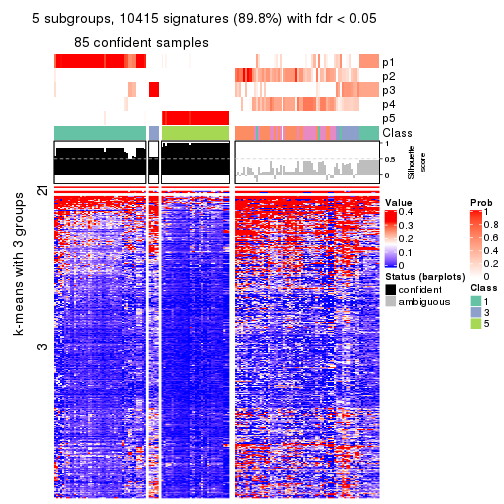 5 subgroups, 10415 signatures (89.8%) with fdr < 0.05
85 confident samples
p1
p2
p3
p4
p5
Class
1
0.5
0
Silhouette
score
k-means with 3 groups
2
1
3
Value
0.4
0.3
0.2
0.1
0
Status (barplots)
confident
ambiguous
Prob
1
0.8
0.6
0.4
0.2
0
Class
1
3
5